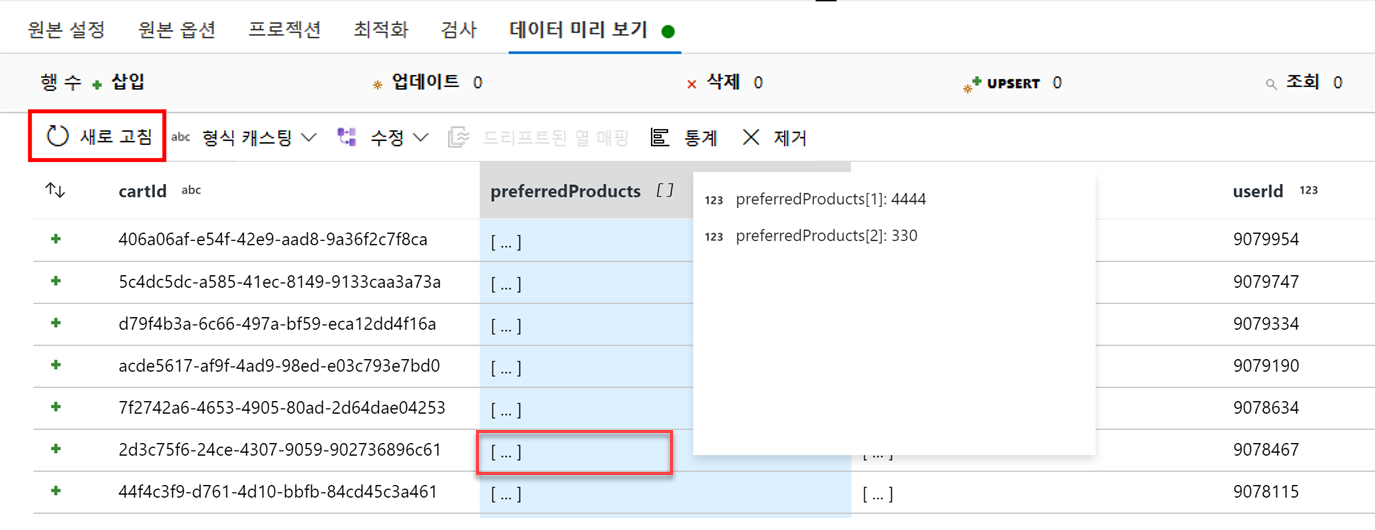 원본 설정 원본 옵션 프로젝션 최적화 검사 데이터 미리 보기
행 수 + 삽입 업데이트 0 삭제 0 UPSERT 0 조회 0
새로 고침 abc 형식 캐스팅 수정 드리프트된 열 매핑 통계 제거
cartId abc preferredProducts [] userId 123
123 preferredProducts[1]: 4444
123 preferredProducts[2]: 330
+ 406a06af-e54f-42e9-aad8-9a36f2c7f8ca [ ... ] 9079954
+ 5c4dc5dc-a585-41ec-8149-9133caa3a73a [ ... ] 9079747
+ d79f4b3a-6c66-497a-bf59-eca12dd4f16a [ ... ] 9079334
+ acde5617-af9f-4ad9-98ed-e03c793e7bd0 [ ... ] 9079190
+ 7f2742a6-4653-4905-80ad-2d64dae04253 [ ... ] 9078634
+ 2d3c75f6-24ce-4307-9059-902736896c61 [ ... ] [ ... ] 9078467
+ 44f4c3f9-d761-4d10-bbfb-84cd45c3a461 [ ... ] [ ... ] 9078115